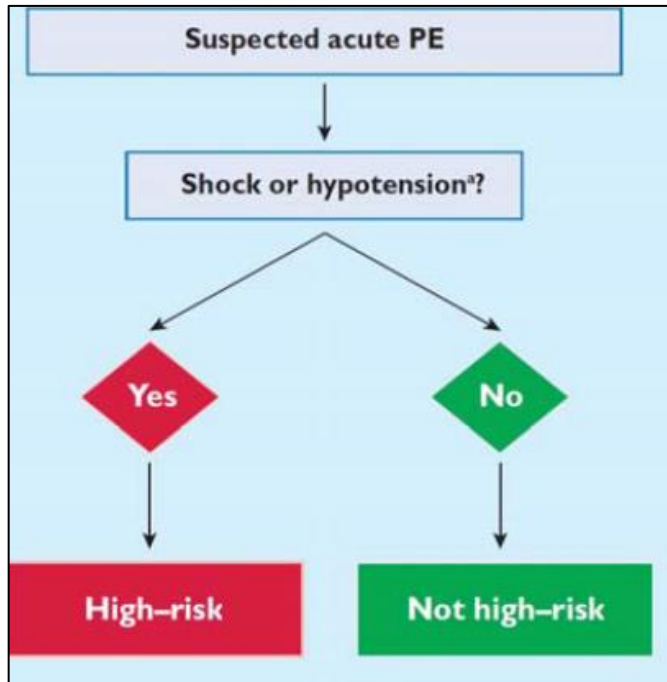 Suspected acute PE
Shock or hypotensionª?
Yes
No
High–risk
Not high–risk